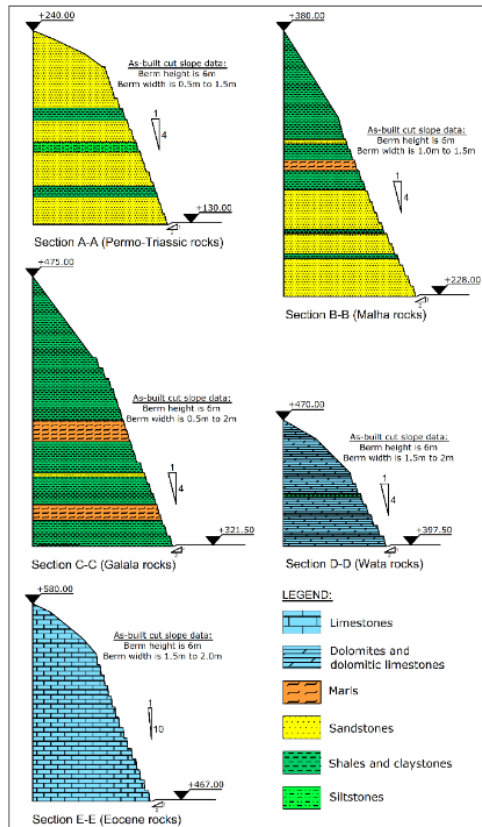 +240.00
As-built cut slope data:
Berm height is 6m
Berm width is 0.5m to 1.5m
1
4
+130.00
Section A-A (Permo-Triassic rocks)
+380.00
As-built cut slope data:
Berm height is 6m
Berm width is 1.0m to 1.5m
1
4
+228.00
Section B-B (Malha rocks)
+475.00
As-built cut slope data:
Berm height is 6m
Berm width is 0.5m to 2m
1
4
+321.50
Section C-C (Galala rocks)
+470.00
As-built cut slope data:
Berm height is 6m
Berm width is 1.5m to 2m
1
4
+397.50
Section D-D (Wata rocks)
+580.00
As-built cut slope data:
Berm height is 6m
Berm width is 1.5m to 2.0m
1
10
+467.00
Section E-E (Eocene rocks)
LEGEND:
Limestones
Dolomites and
dolomitic limestones
Marls
Sandstones
Shales and claystones
Siltstones